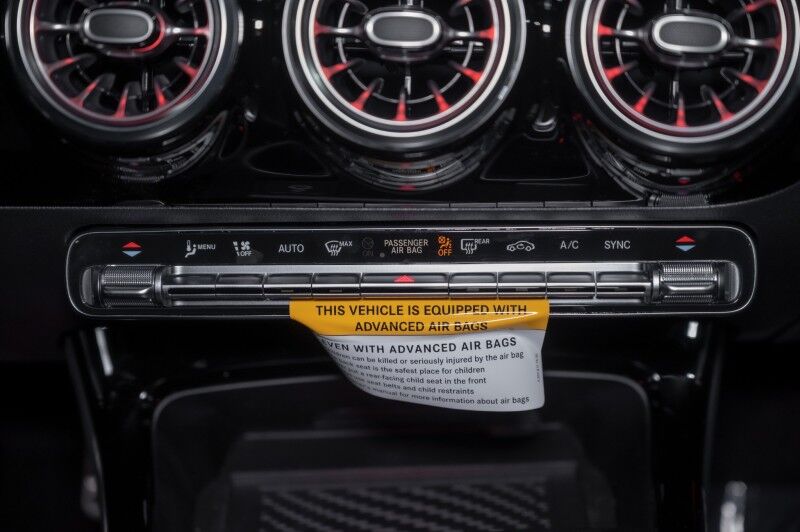 MENU OFF AUTO MAX ON PASSENGER AIR BAG OFF REAR A/C SYNC
THIS VEHICLE IS EQUIPPED WITH
ADVANCED AIR BAGS
EVEN WITH ADVANCED AIR BAGS
can be killed or seriously injured by the air bag
seat is the safest place for children
a rear-facing child seat in the front
seat belts and child restraints
manual for more information about air bags